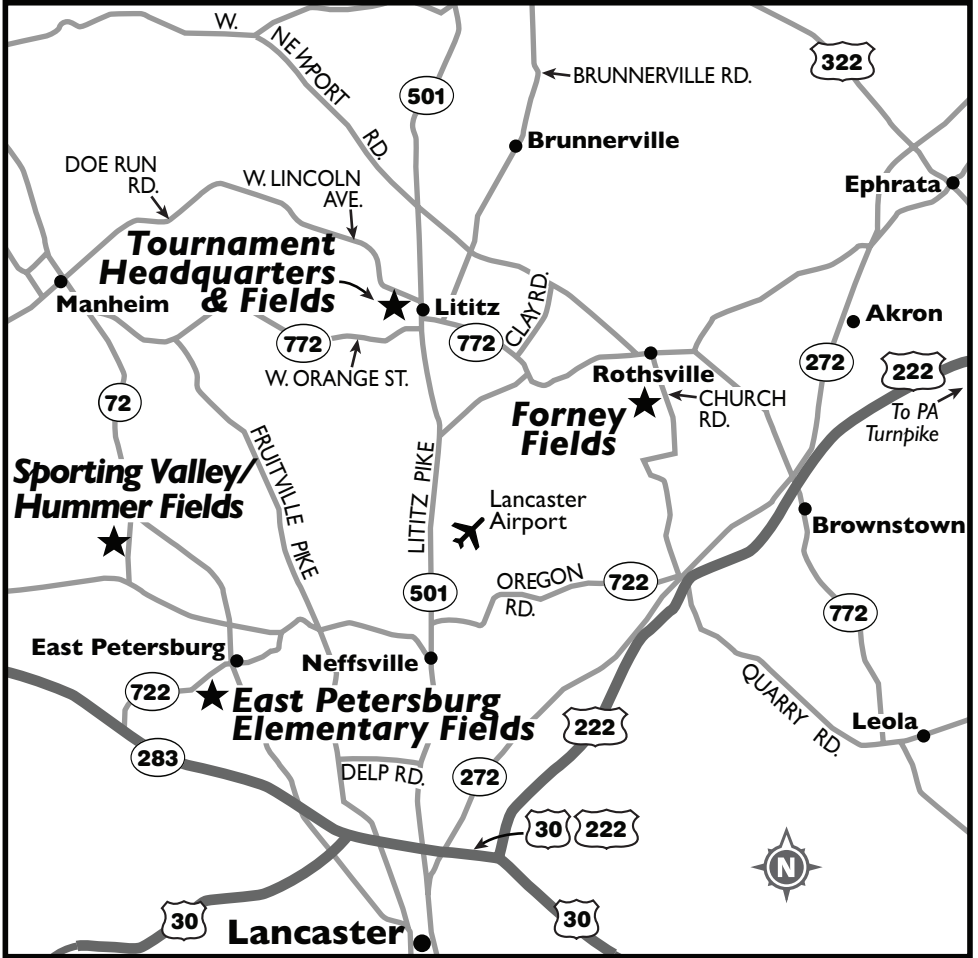 W.
NEWPORT
RD.
501
BRUNNERVILLE RD.
322
Brunnerville
DOE RUN
RD.
W. LINCOLN
AVE.
Ephrata
Tournament
Headquarters
& Fields
Manheim
Lititz
CLAY RD.
Akron
772
772
W. ORANGE ST.
272
222
To PA
Turnpike
Rothsville
CHURCH
RD.
72
Forney
Fields
FRUITVILLE PIKE
LITITZ PIKE
Sporting Valley/
Hummer Fields
Lancaster
Airport
Brownstown
OREGON
RD.
722
501
772
East Petersburg
Neffsville
722
East Petersburg
Elementary Fields
QUARRY
RD.
Leola
222
283
DELP RD.
272
30
222
N
30
30
Lancaster